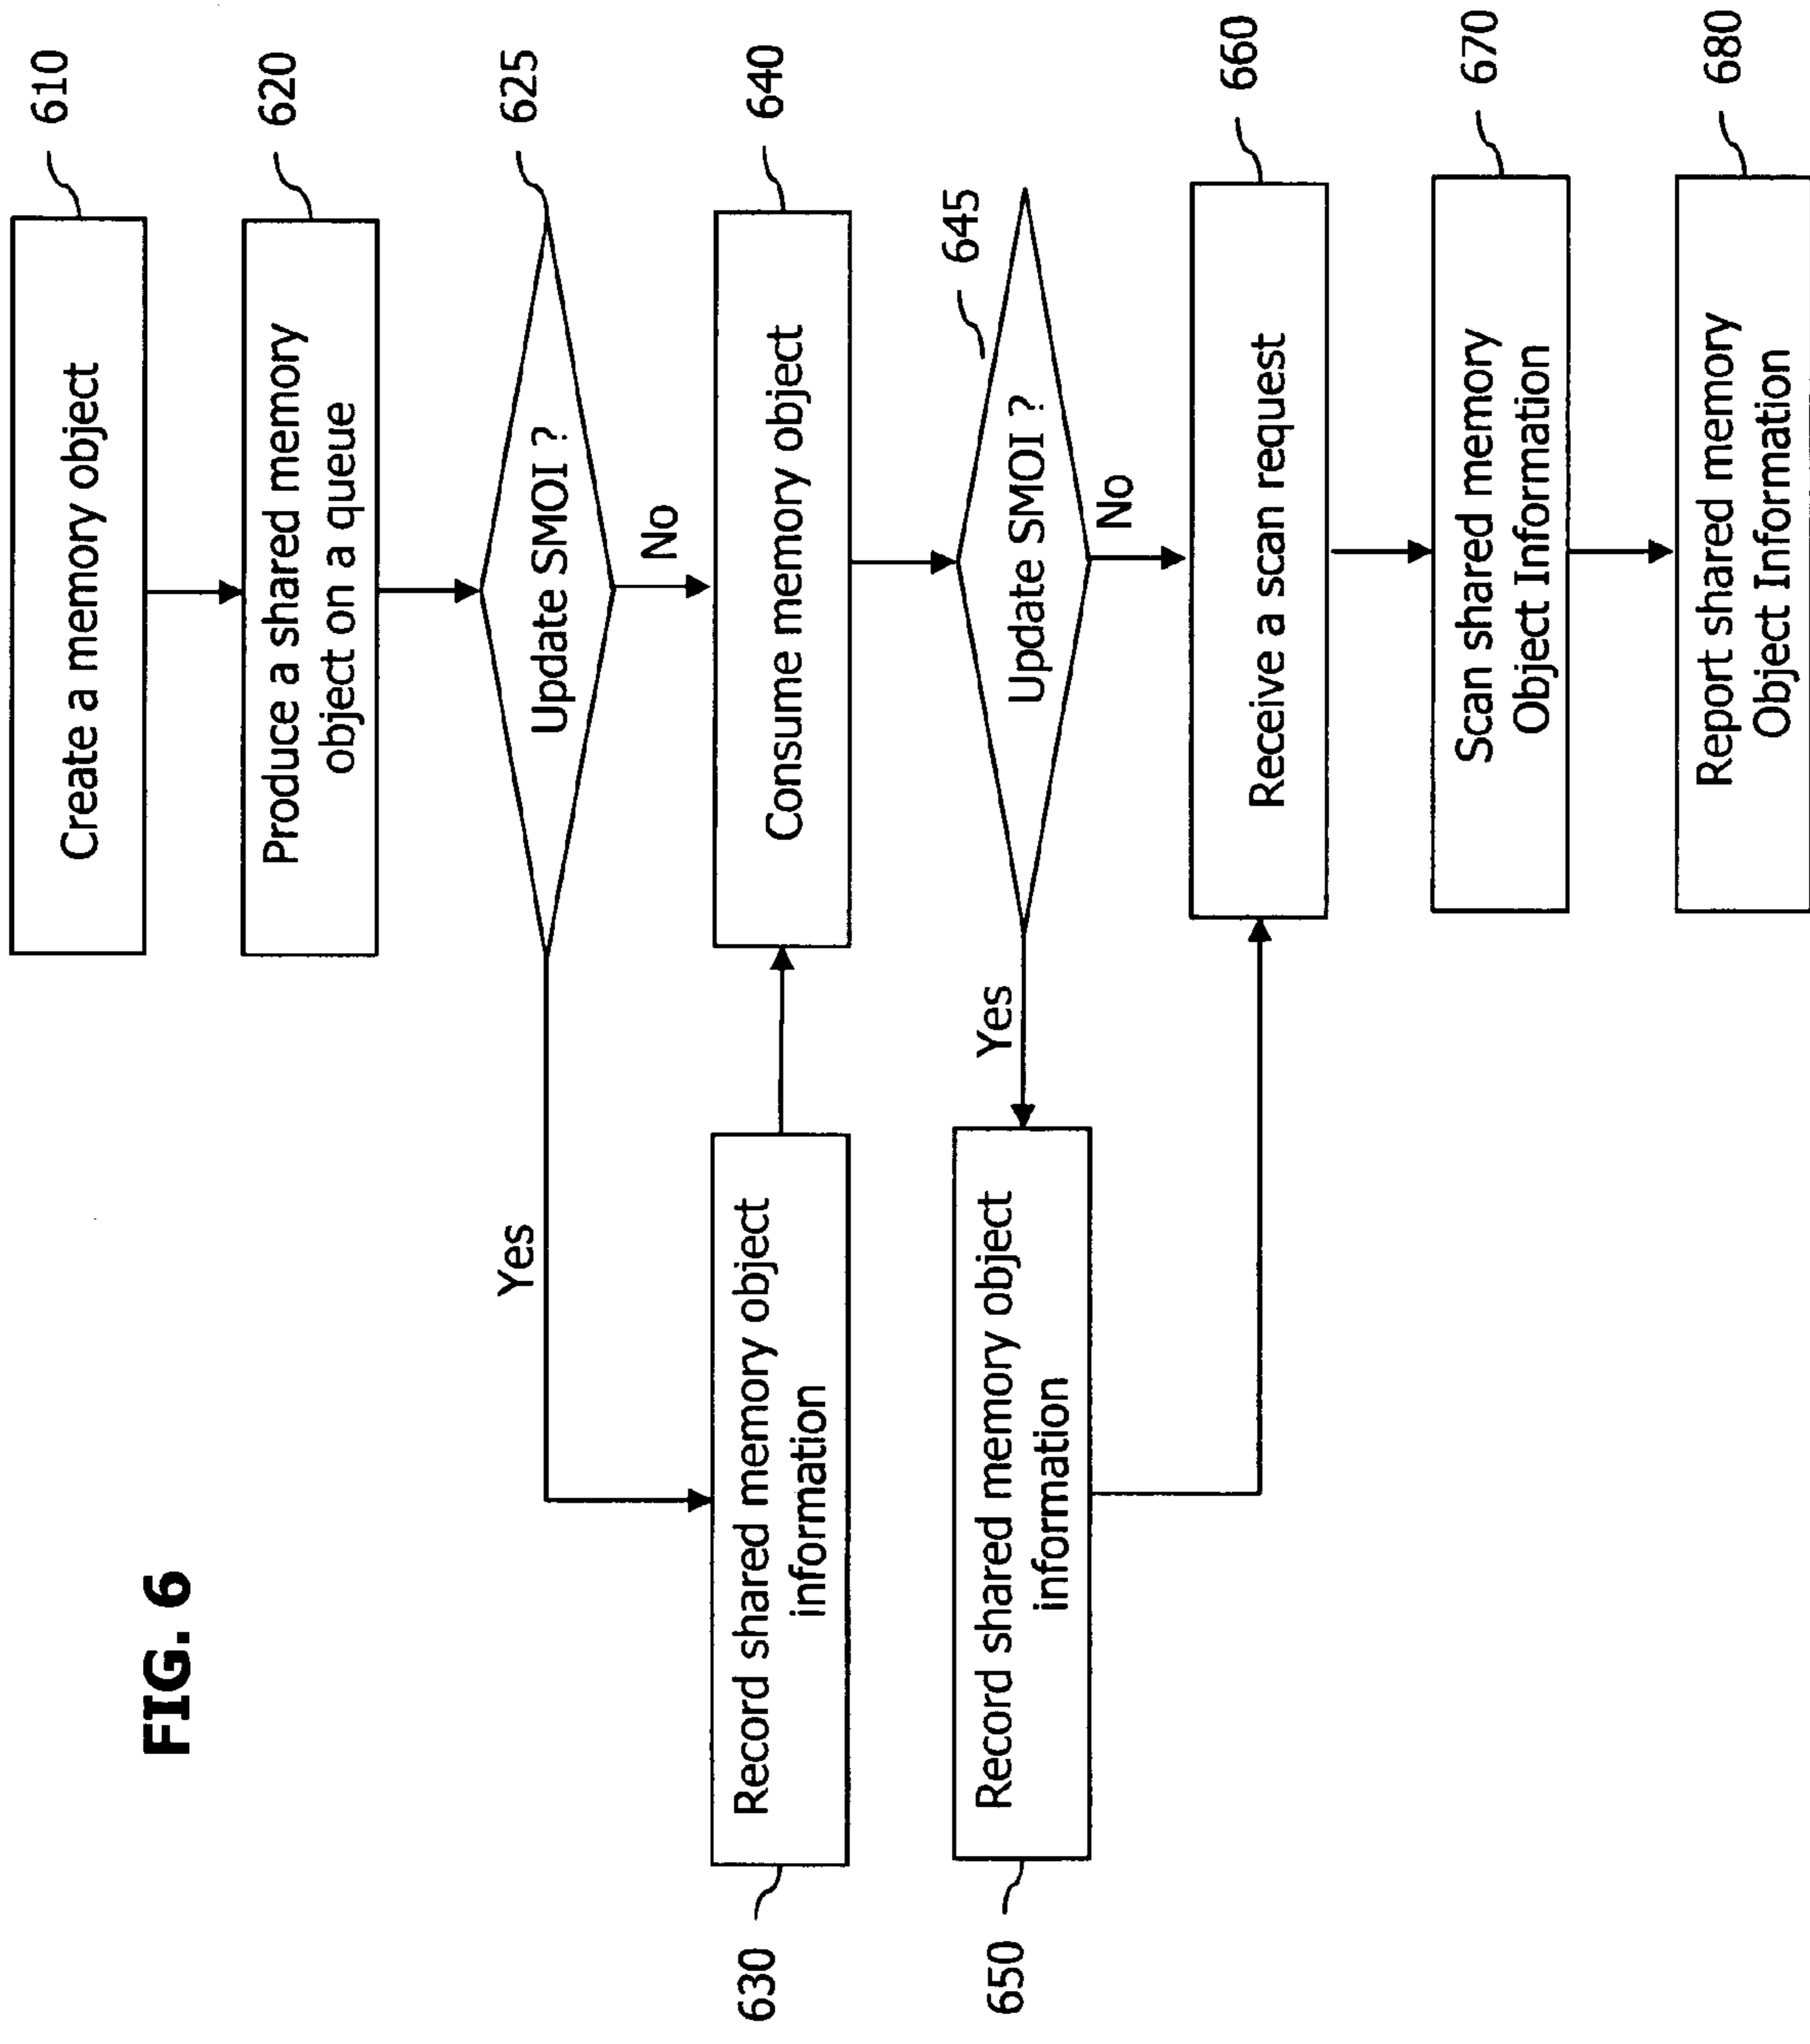 FIG. 6
Create a memory object
610
Produce a shared memory
object on a queue
620
Update SMOI ?
625
Yes
No
Record shared memory object
information
630
Consume memory object
640
Update SMOI ?
645
Yes
No
Record shared memory object
information
650
Receive a scan request
660
Scan shared memory
Object Information
670
Report shared memory
Object Information
680